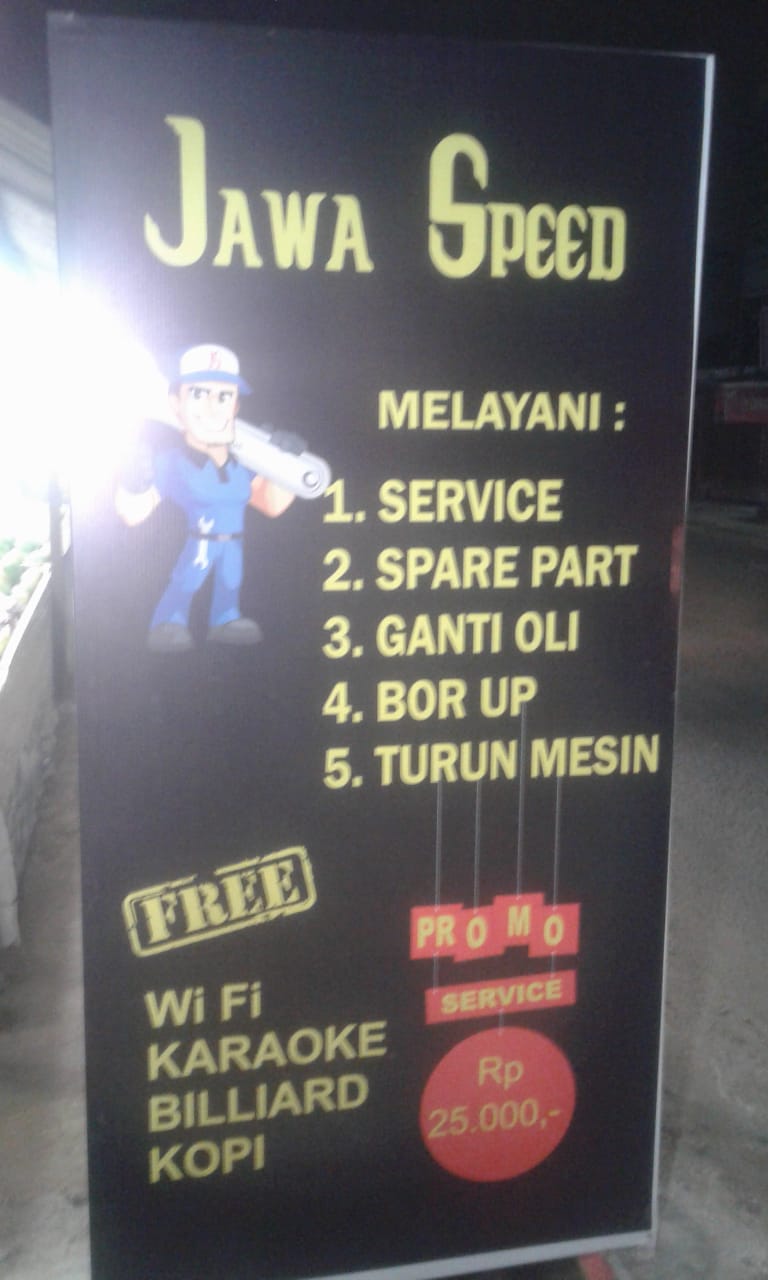 JAWA SPEED
MELAYANI :
1. SERVICE
2. SPARE PART
3. GANTI OLI
4. BOR UP
5. TURUN MESIN
FREE
Wi Fi
KARAOKE
BILLIARD
KOPI
PROMO
SERVICE
Rp
25.000,-